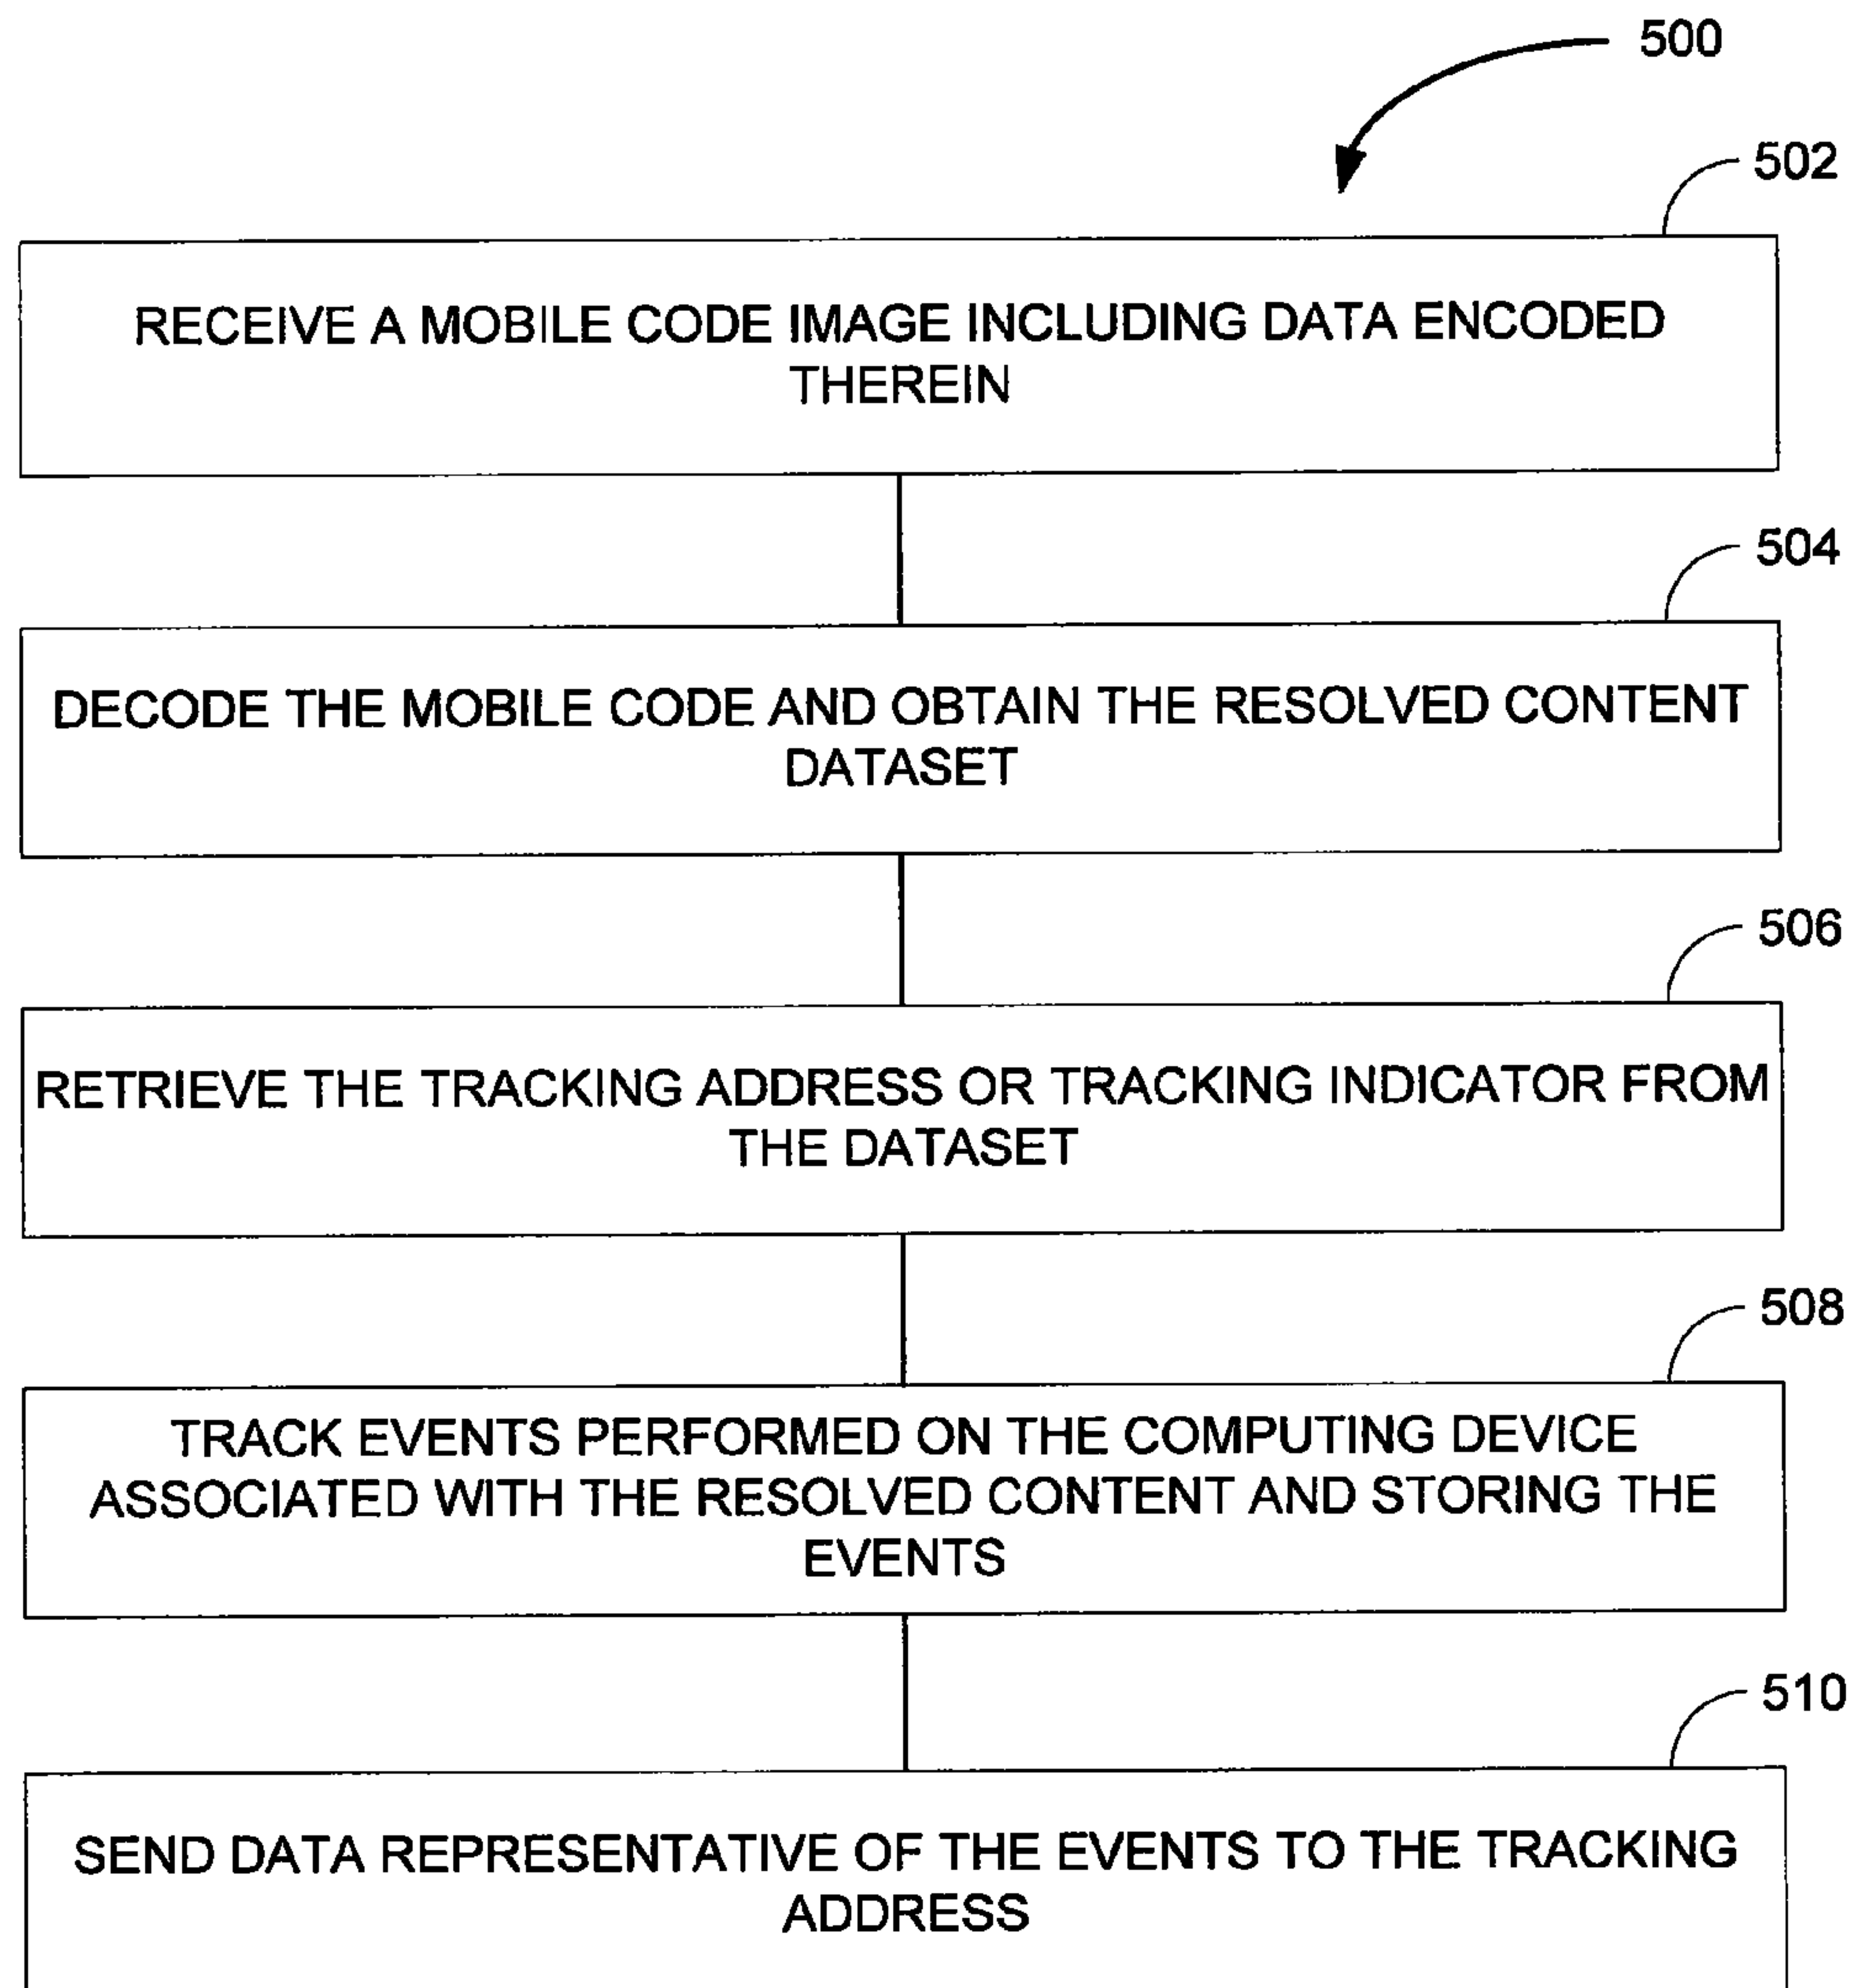 500
502
RECEIVE A MOBILE CODE IMAGE INCLUDING DATA ENCODED
THEREIN
504
DECODE THE MOBILE CODE AND OBTAIN THE RESOLVED CONTENT
DATASET
506
RETRIEVE THE TRACKING ADDRESS OR TRACKING INDICATOR FROM
THE DATASET
508
TRACK EVENTS PERFORMED ON THE COMPUTING DEVICE
ASSOCIATED WITH THE RESOLVED CONTENT AND STORING THE
EVENTS
510
SEND DATA REPRESENTATIVE OF THE EVENTS TO THE TRACKING
ADDRESS